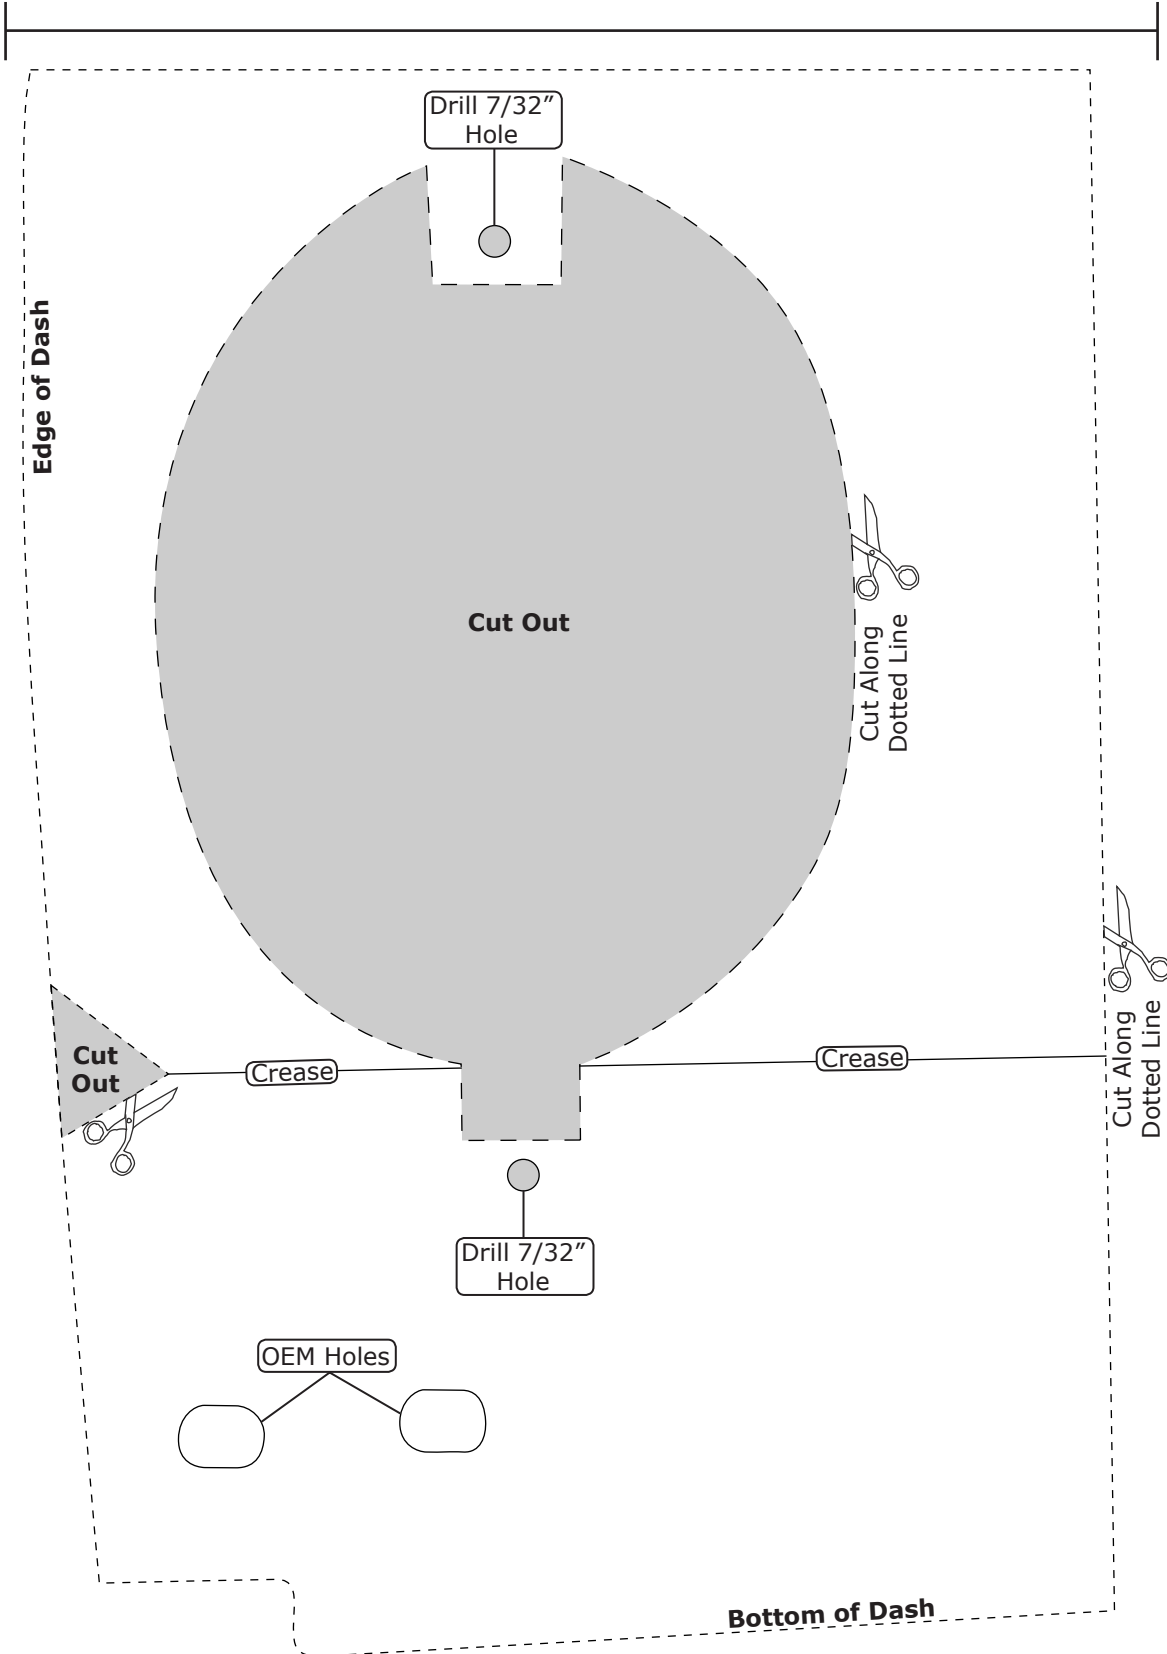 Drill 7/32″
Hole
Edge of Dash
Cut Out
Cut Along
Dotted Line
Cut
Out
Crease
Crease
Cut Along
Dotted Line
Drill 7/32″
Hole
OEM Holes
Bottom of Dash